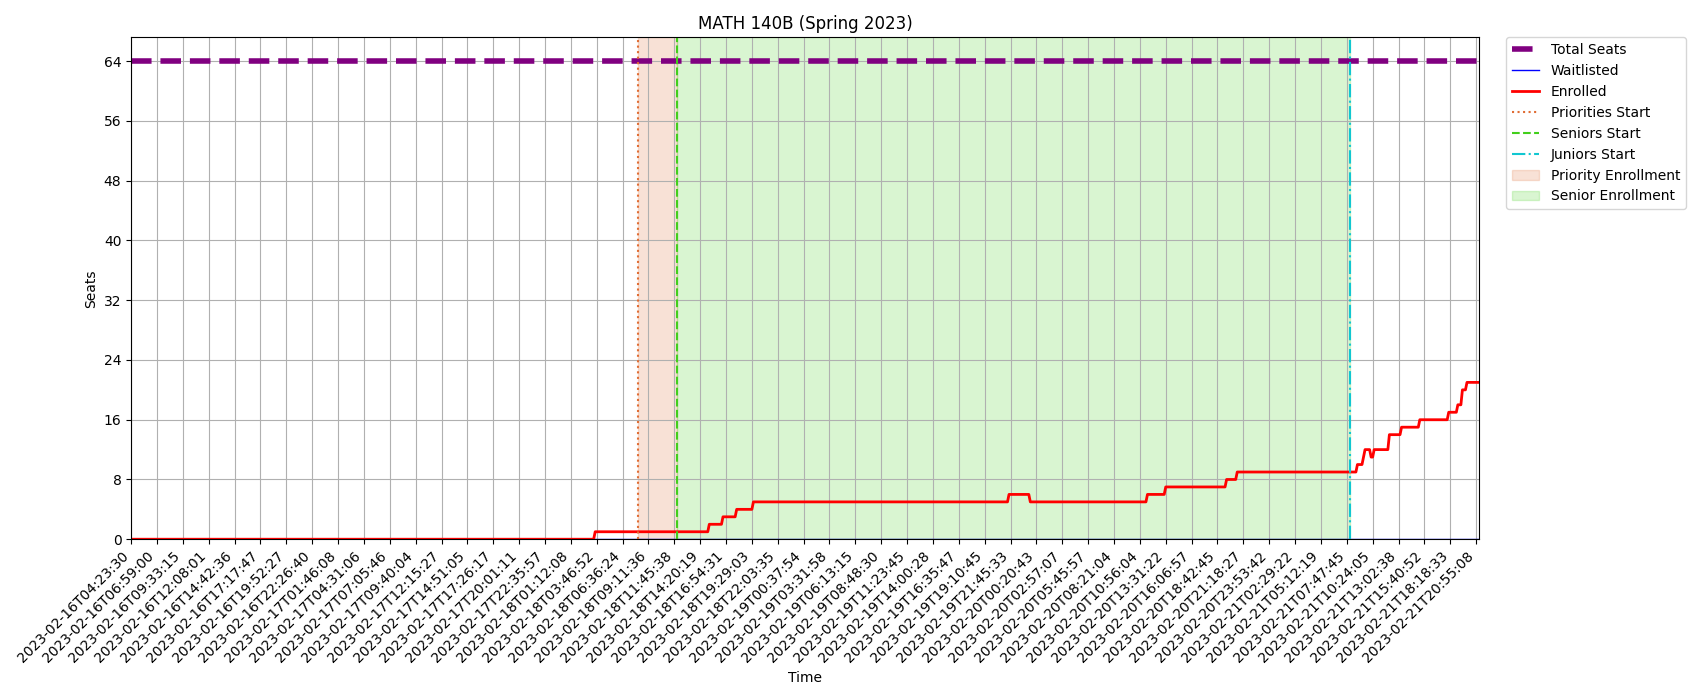 MATH 140B (Spring 2023)
Total Seats
Waitlisted
Enrolled
Priorities Start
Seniors Start
Juniors Start
Priority Enrollment
Senior Enrollment
Seats
64
56
48
40
32
24
16
8
0
2023-02-16T04:23:30
2023-02-16T06:59:00
2023-02-16T09:33:15
2023-02-16T12:08:01
2023-02-16T14:42:36
2023-02-16T17:17:47
2023-02-16T19:52:27
2023-02-16T22:26:40
2023-02-17T01:46:08
2023-02-17T04:31:06
2023-02-17T07:05:46
2023-02-17T09:40:04
2023-02-17T12:15:27
2023-02-17T14:51:05
2023-02-17T17:26:17
2023-02-17T20:01:11
2023-02-17T22:35:57
2023-02-18T01:12:08
2023-02-18T03:46:52
2023-02-18T06:36:24
2023-02-18T09:11:36
2023-02-18T11:45:38
2023-02-18T14:20:19
2023-02-18T16:54:31
2023-02-18T19:29:03
2023-02-18T22:03:35
2023-02-19T00:37:54
2023-02-19T03:31:58
2023-02-19T06:13:15
2023-02-19T08:48:30
2023-02-19T11:23:45
2023-02-19T14:00:28
2023-02-19T16:35:47
2023-02-19T19:10:45
2023-02-19T21:45:33
2023-02-20T00:20:43
2023-02-20T02:57:07
2023-02-20T05:45:57
2023-02-20T08:21:04
2023-02-20T10:56:04
2023-02-20T13:31:22
2023-02-20T16:06:57
2023-02-20T18:42:45
2023-02-20T21:18:27
2023-02-20T23:53:42
2023-02-21T02:29:22
2023-02-21T05:12:19
2023-02-21T07:47:45
2023-02-21T10:24:05
2023-02-21T13:02:38
2023-02-21T15:40:52
2023-02-21T18:18:33
2023-02-21T20:55:08
Time